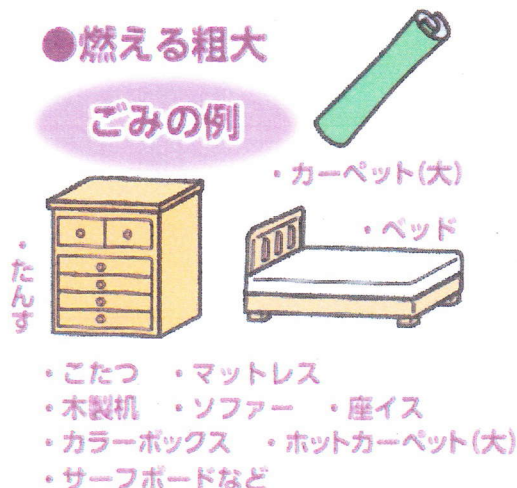 ●燃える粗大
ごみの例
・カーペット(大)
・ベッド
・たんす
・こたつ ・マットレス
・木製机 ・ソファー ・座イス
・カラーボックス ・ホットカーペット(大)
・サーフボードなど